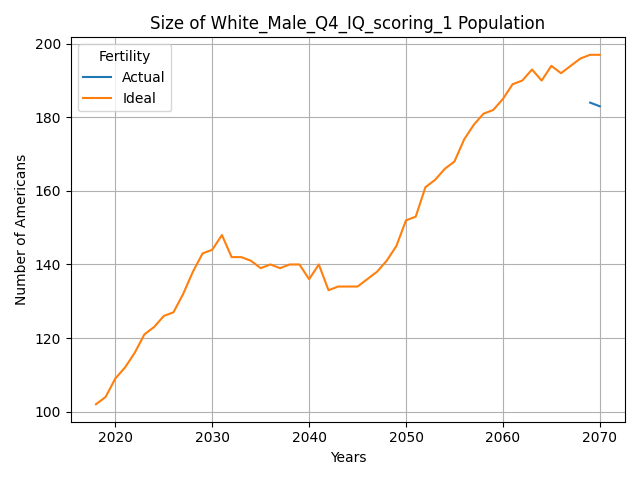 Size of White_Male_Q4_IQ_scoring_1 Population
Fertility
Actual
Ideal
Number of Americans
200
180
160
140
120
100
2020 2030 2040 2050 2060 2070
Years